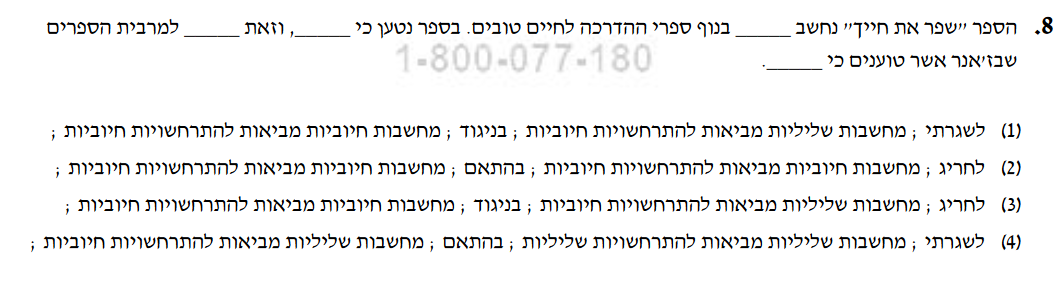 8. הספר ״שפר את חייך״ נחשב _____ בנוף ספרי ההדרכה לחיים טובים. בספר נטען כי _____, וזאת _____ למרבית הספרים
שבז׳אנר אשר טוענים כי _____.
1-800-077-180
(1) לשגרתי ; מחשבות שליליות מביאות להתרחשויות חיוביות ; בניגוד ; מחשבות חיוביות מביאות להתרחשויות חיוביות ;
(2) לחריג ; מחשבות חיוביות מביאות להתרחשויות חיוביות ; בהתאם ; מחשבות חיוביות מביאות להתרחשויות חיוביות ;
(3) לחריג ; מחשבות שליליות מביאות להתרחשויות חיוביות ; בניגוד ; מחשבות חיוביות מביאות להתרחשויות חיוביות ;
(4) לשגרתי ; מחשבות שליליות מביאות להתרחשויות שליליות ; בהתאם ; מחשבות שליליות מביאות להתרחשויות חיוביות ;